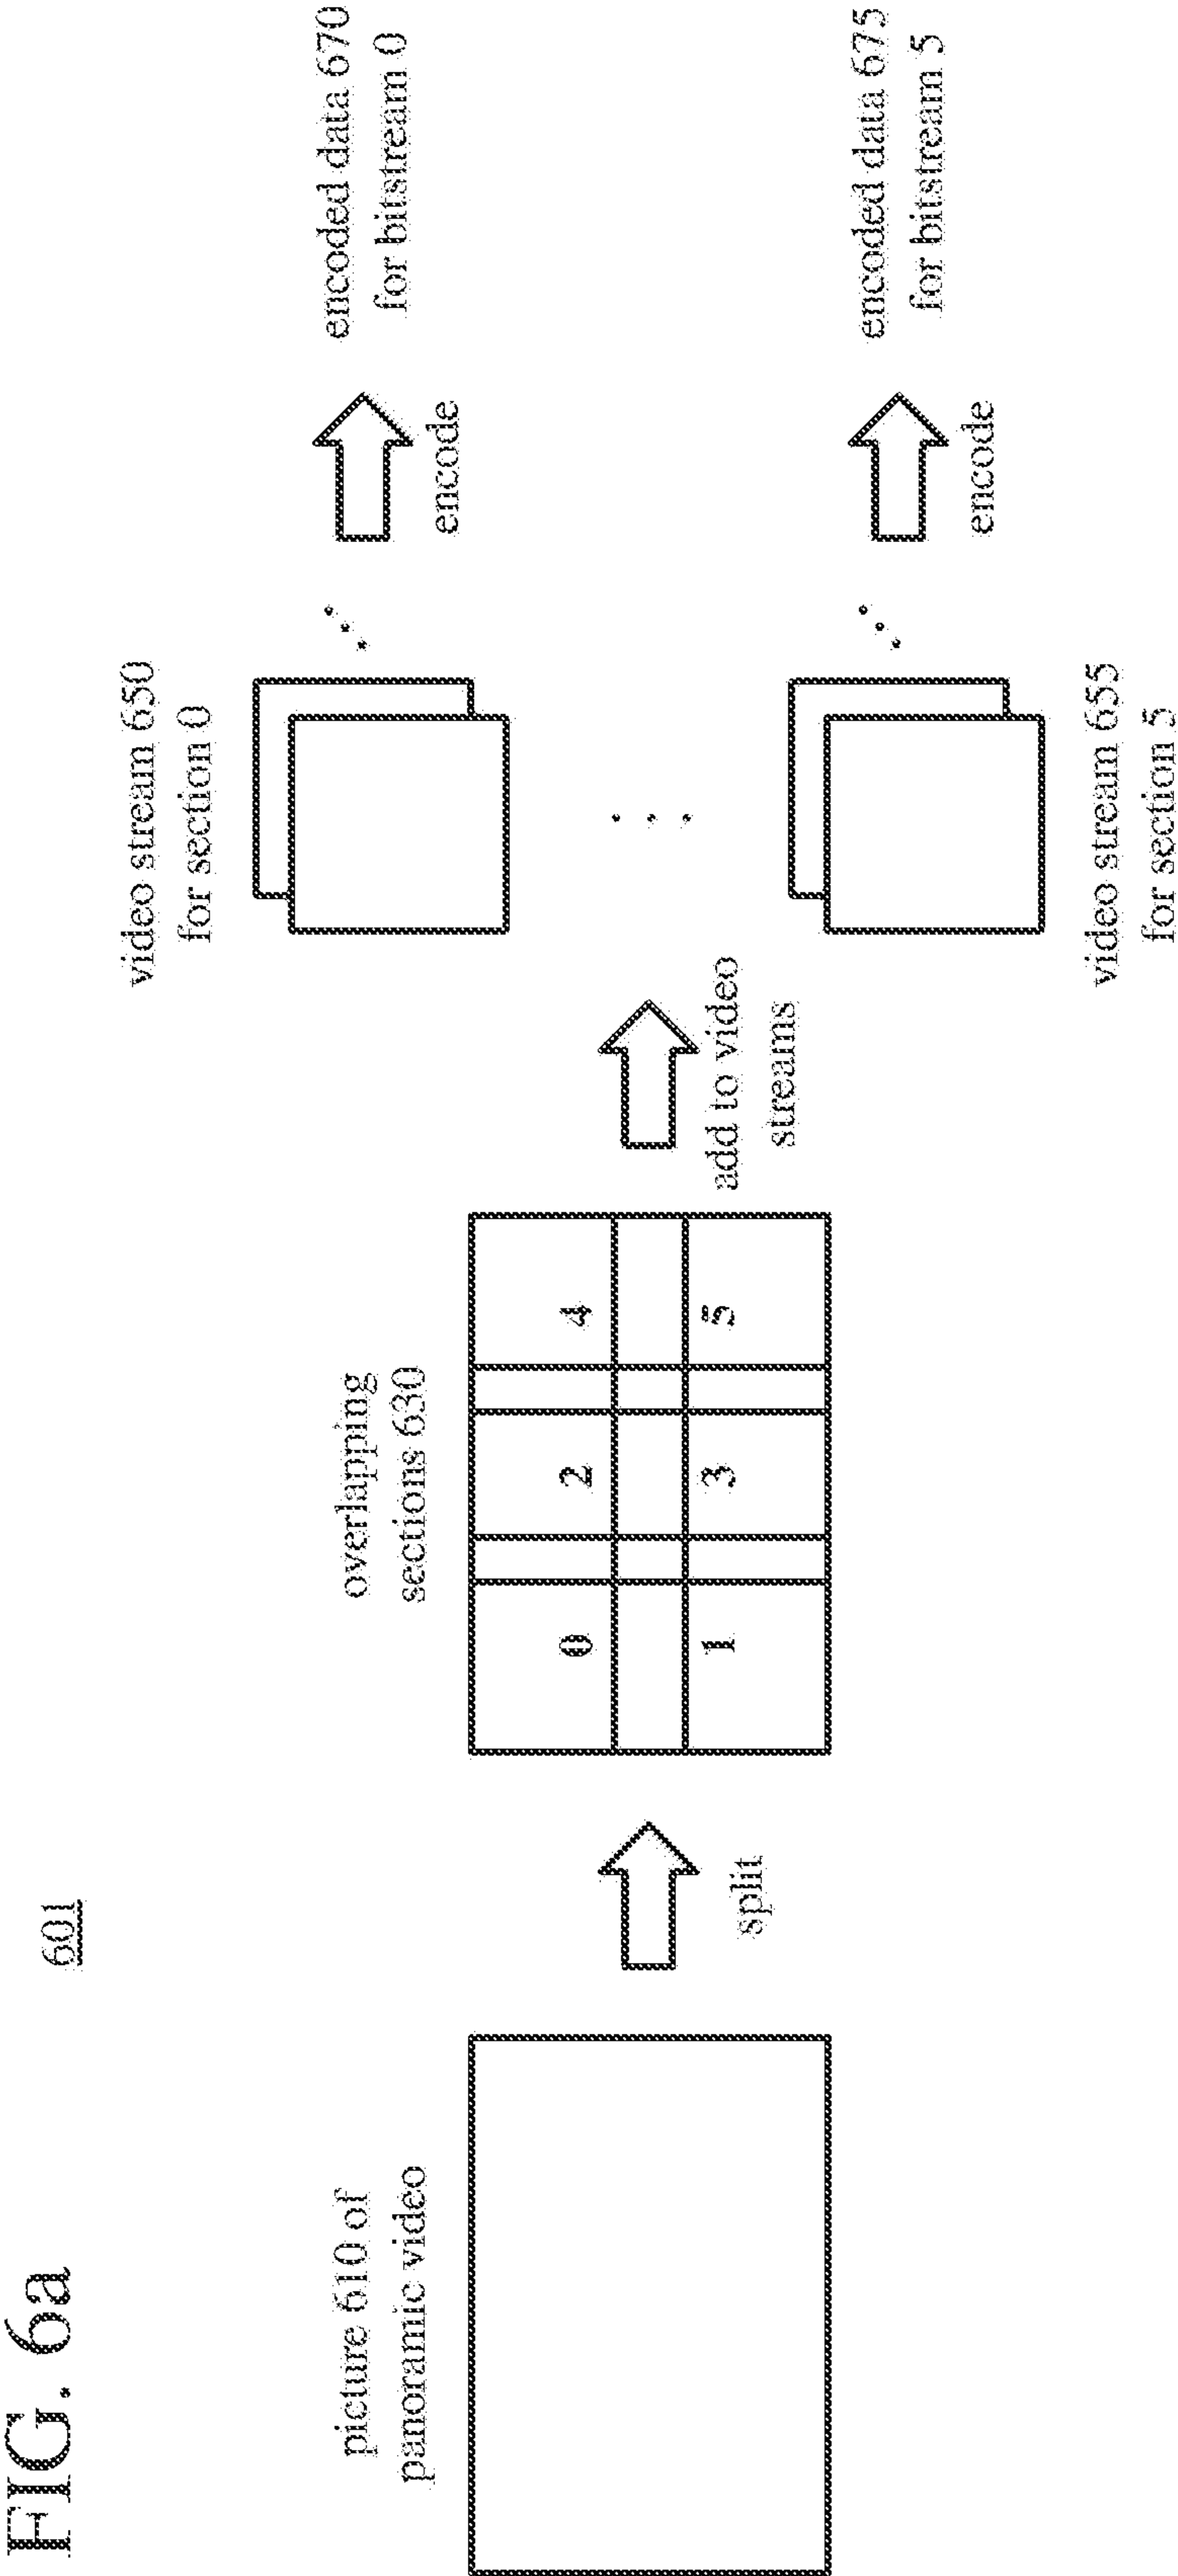 FIG. 6a
601
picture 610 of
panoramic video
split
overlapping
sections 630
0
2
4
1
3
5
add to video
streams
video stream 650
for section 0
encode
encoded data 670
for bitstream 0
video stream 655
for section 5
encode
encoded data 675
for bitstream 5